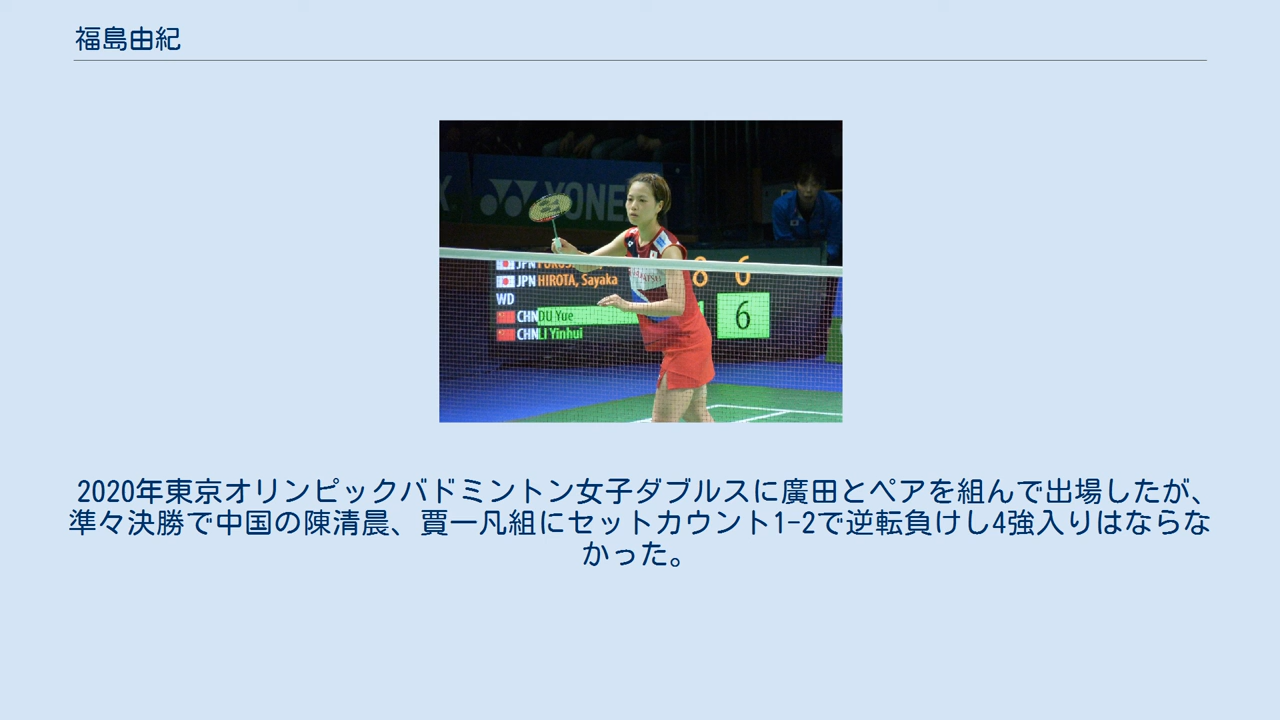 福島由紀
YONE
JPN
8 6
JPN HIROTA, Sayaka
WD
CHN DU Yue
6
CHN LI Yinhui
2020年東京オリンピックバドミントン女子ダブルスに廣田とペアを組んで出場したが、
準々決勝で中国の陳清晨、賈一凡組にセットカウント1-2で逆転負けし4強入りはならな
かった。